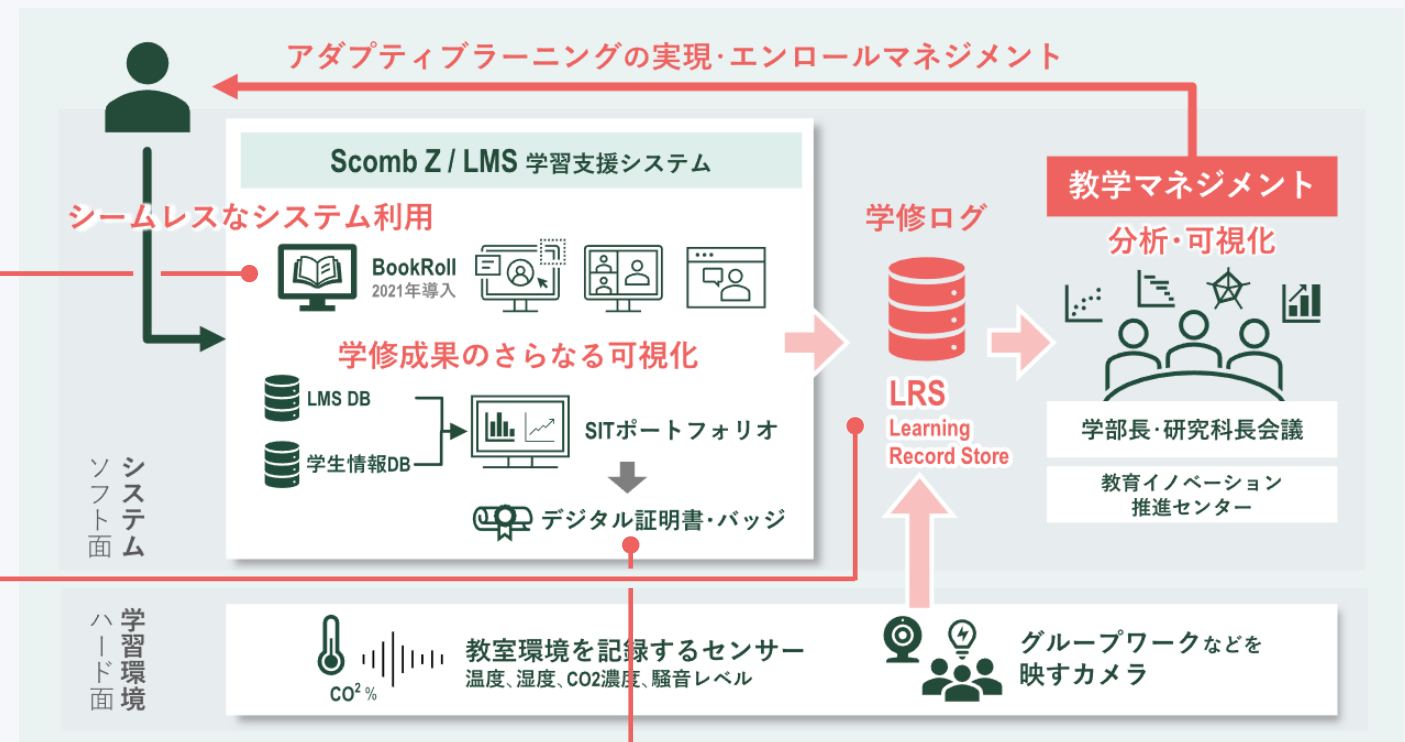 アダプティブラーニングの実現･エンロールマネジメント
Scomb Z / LMS 学習支援システム
シームレスなシステム利用
BookRoll
2021年導入
学修成果のさらなる可視化
LMS DB
学生情報DB
SITポートフォリオ
デジタル証明書･バッジ
学修ログ
LRS
Learning
Record Store
教学マネジメント
分析･可視化
学部長･研究科長会議
教育イノベーション
推進センター
システム
ソフト面
学習環境
ハード面
CO² %
教室環境を記録するセンサー
温度、湿度、CO2濃度、騒音レベル
グループワークなどを
映すカメラ